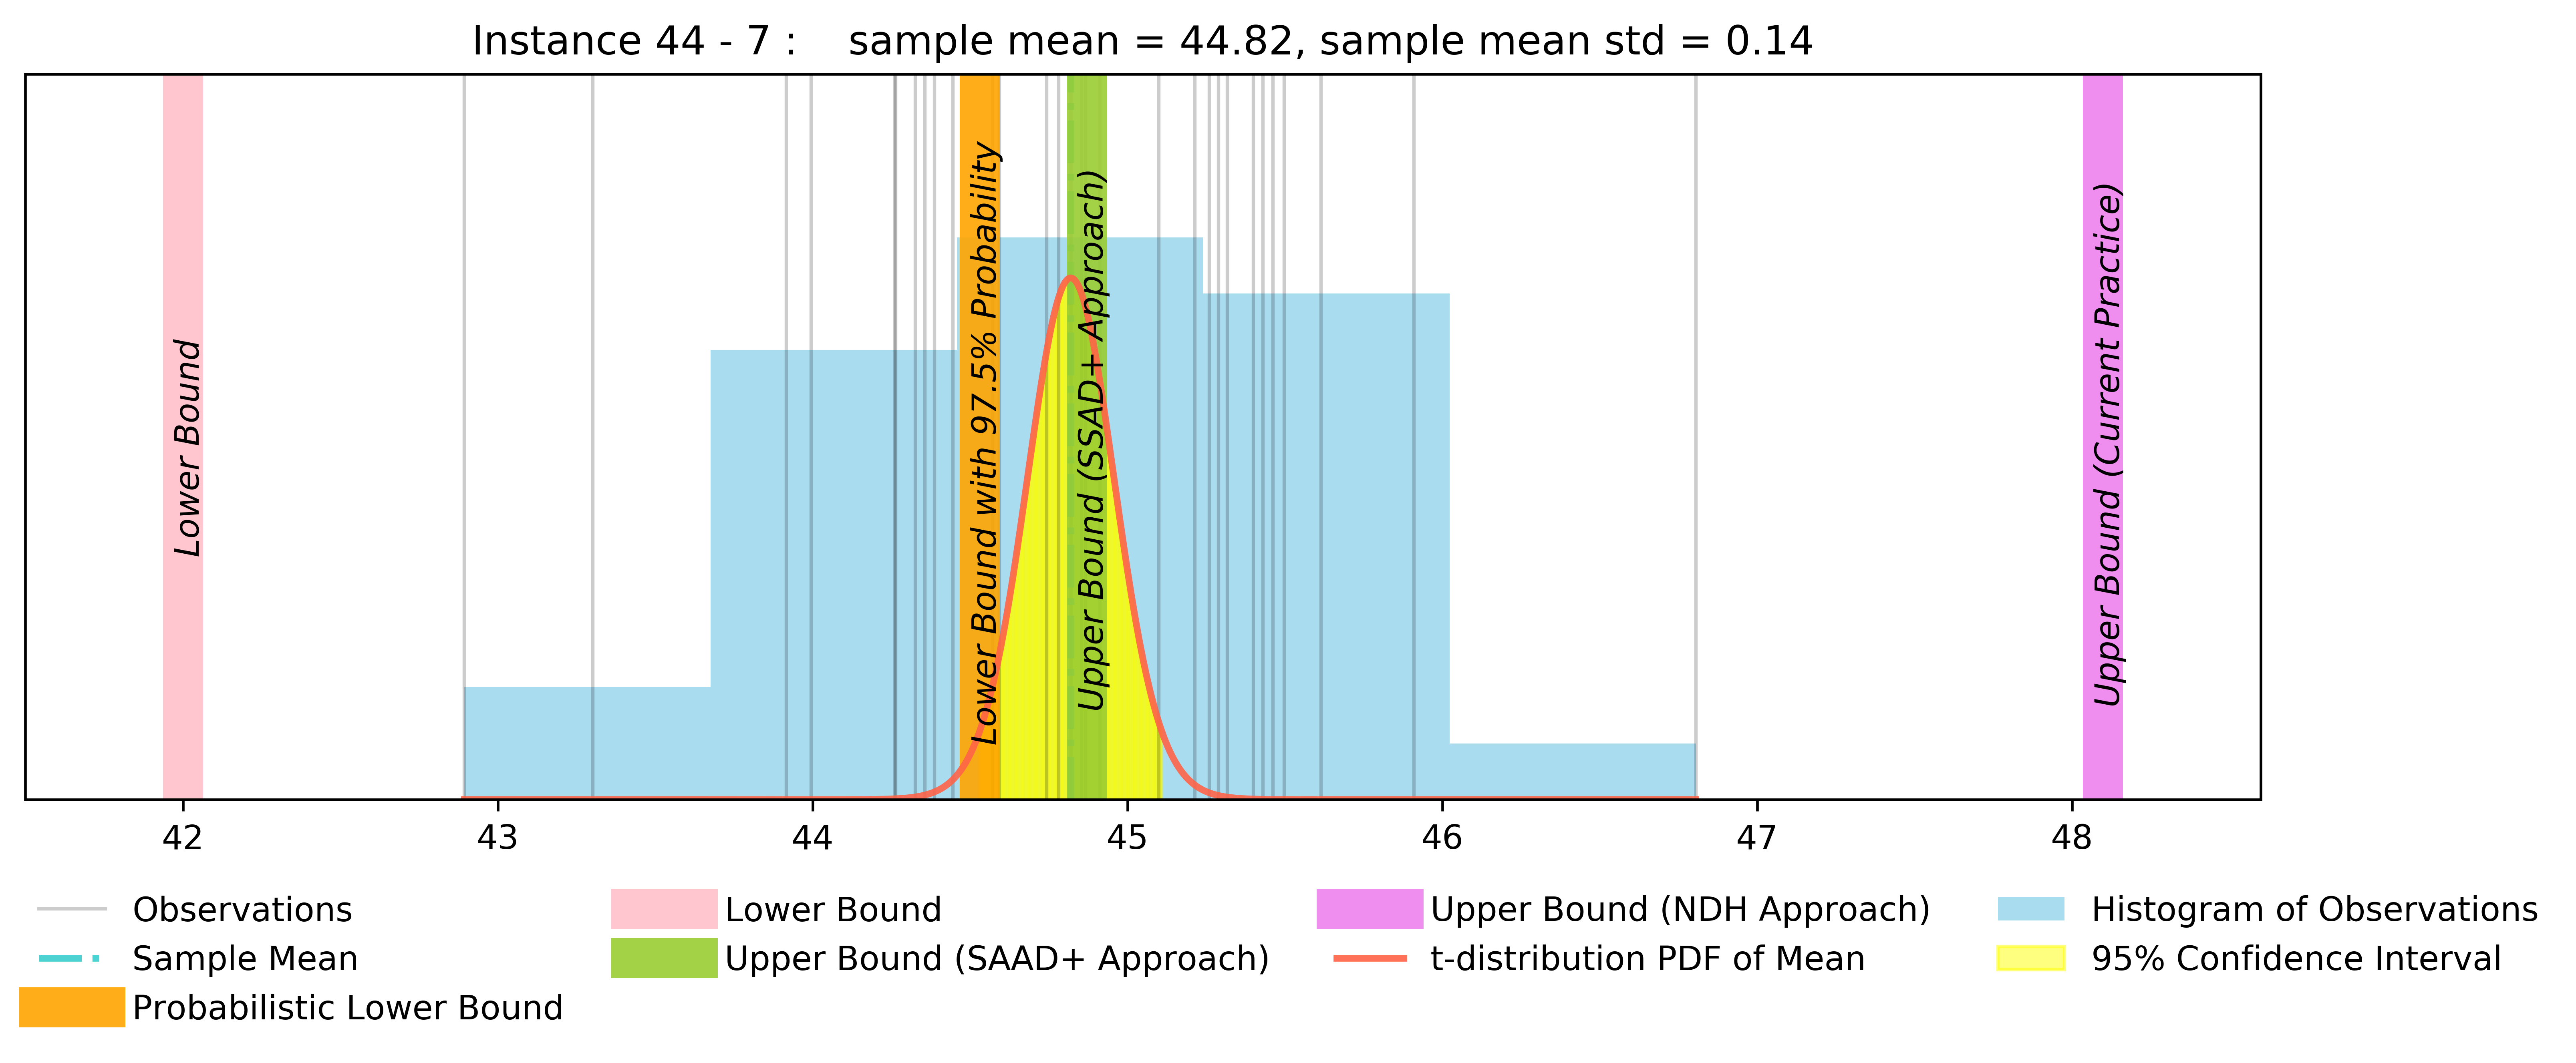 Instance 44 - 7 :    sample mean = 44.82, sample mean std = 0.14
Lower Bound
Lower Bound with 97.5% Probability
Upper Bound (SSAD+ Approach)
Upper Bound (Current Practice)
42 43 44 45 46 47 48
Observations
Sample Mean
Probabilistic Lower Bound
Lower Bound
Upper Bound (SAAD+ Approach)
Upper Bound (NDH Approach)
t-distribution PDF of Mean
Histogram of Observations
95% Confidence Interval